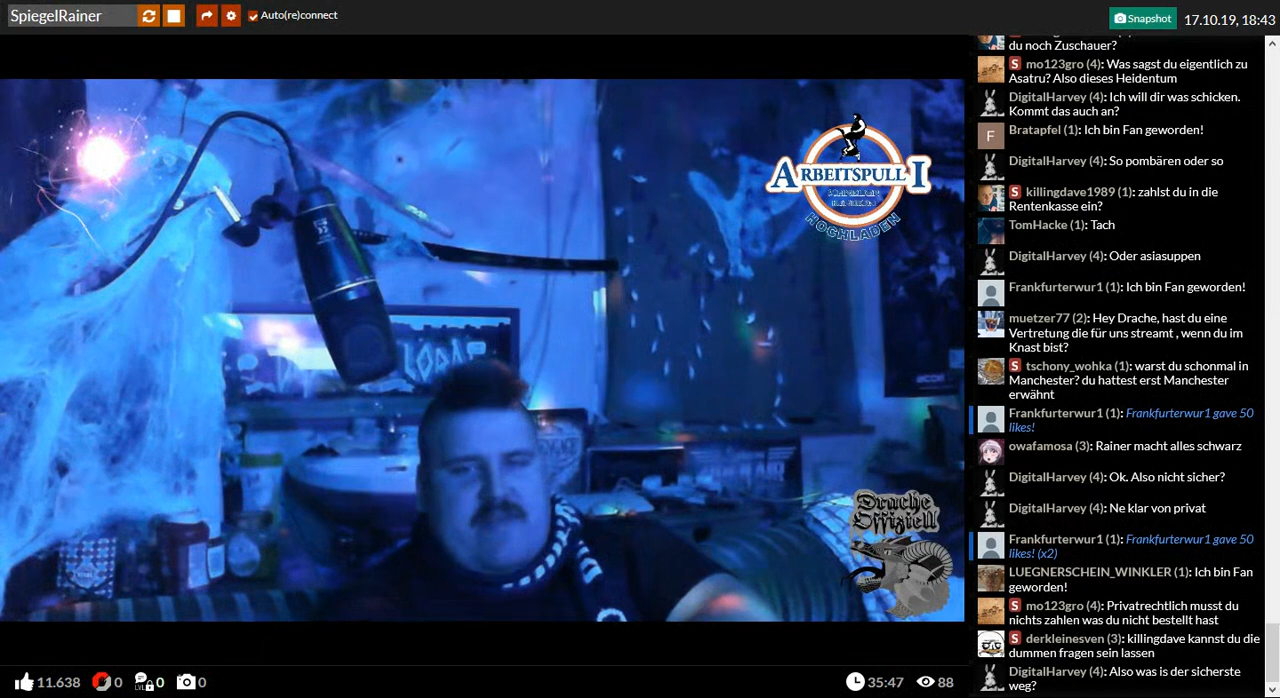 SpiegelRainer
Auto(re)connect
Snapshot
17.10.19, 18:43
ARBEITSPULLI
HOCHLADEN
Drache
Offiziell
11.638
0
0
0
35:47
88
du noch Zuschauer?
S mo123gro (4): Was sagst du eigentlich zu
Asatru? Also dieses Heidentum
DigitalHarvey (4): Ich will dir was schicken.
Kommt das auch an?
F
Bratapfel (1): Ich bin Fan geworden!
DigitalHarvey (4): So pombären oder so
S killingdave1989 (1): zahlst du in die
Rentenkasse ein?
TomHacke (1): Tach
DigitalHarvey (4): Oder asiasuppen
Frankfurterwur1 (1): Ich bin Fan geworden!
muetzer77 (2): Hey Drache, hast du eine
Vertretung die für uns streamt , wenn du im
Knast bist?
S tschony_wohka (1): warst du schonmal in
Manchester? du hattest erst Manchester
erwähnt
Frankfurterwur1 (1): Frankfurterwur1 gave 50
likes!
owafamosa (3): Rainer macht alles schwarz
DigitalHarvey (4): Ok. Also nicht sicher?
DigitalHarvey (4): Ne klar von privat
Frankfurterwur1 (1): Frankfurterwur1 gave 50
likes! (x2)
LUEGNERSCHEIN_WINKLER (1): Ich bin Fan
geworden!
S mo123gro (4): Privatrechtlich musst du
nichts zahlen was du nicht bestellt hast
S derkleinesven (3): killingdave kannst du die
dummen fragen sein lassen
DigitalHarvey (4): Also was is der sicherste
weg?